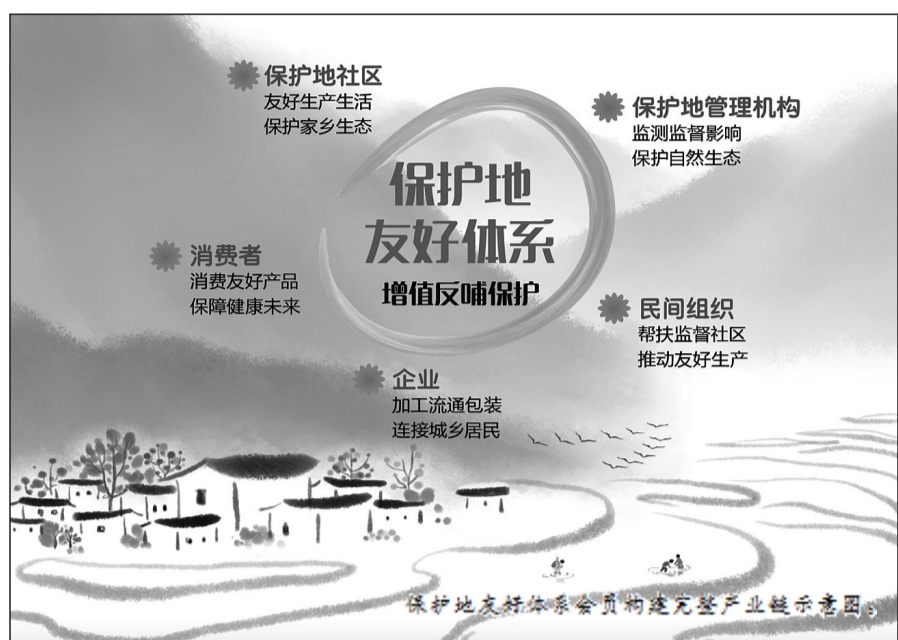 保护地社区
友好生产生活
保护家乡生态
保护地管理机构
监测监督影响
保护自然生态
保护地
友好体系
增值反哺保护
消费者
消费友好产品
保障健康未来
民间组织
帮扶监督社区
推动友好生产
企业
加工流通包装
连接城乡居民
保护地友好体系会员构建完整产业链示意图。